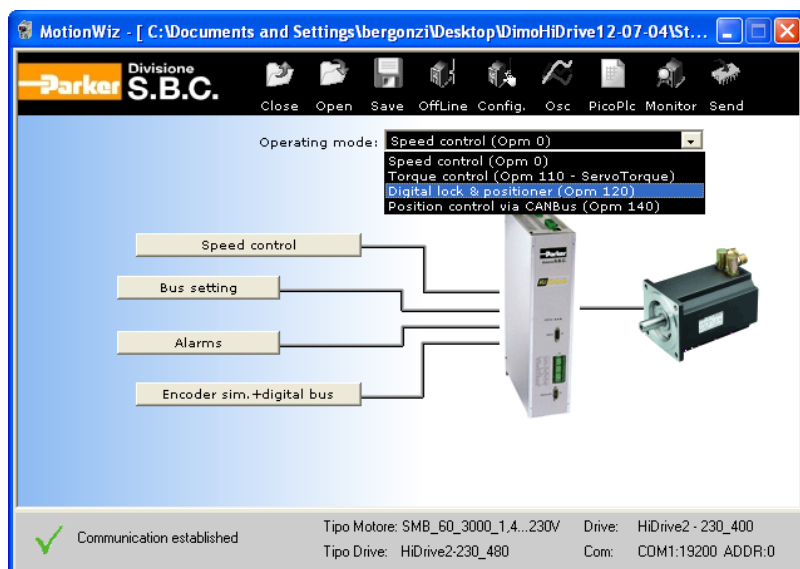 MotionWiz - [ C:\Documents and Settings\bergonzi\Desktop\DimoHiDrive12-07-04\St...
Parker Divisione S.B.C.
Close Open Save OffLine Config. Osc PicoPlc Monitor Send
Operating mode: Speed control (Opm 0)
Speed control (Opm 0)
Torque control (Opm 110 - ServoTorque)
Digital lock & positioner (Opm 120)
Position control via CANBus (Opm 140)
Speed control
Bus setting
Alarms
Encoder sim.+digital bus
Parker
S.B.C.
Communication established
Tipo Motore: SMB_60_3000_1,4...230V Drive: HiDrive2 - 230_400
Tipo Drive: HiDrive2-230_480 Com: COM1:19200 ADDR:0